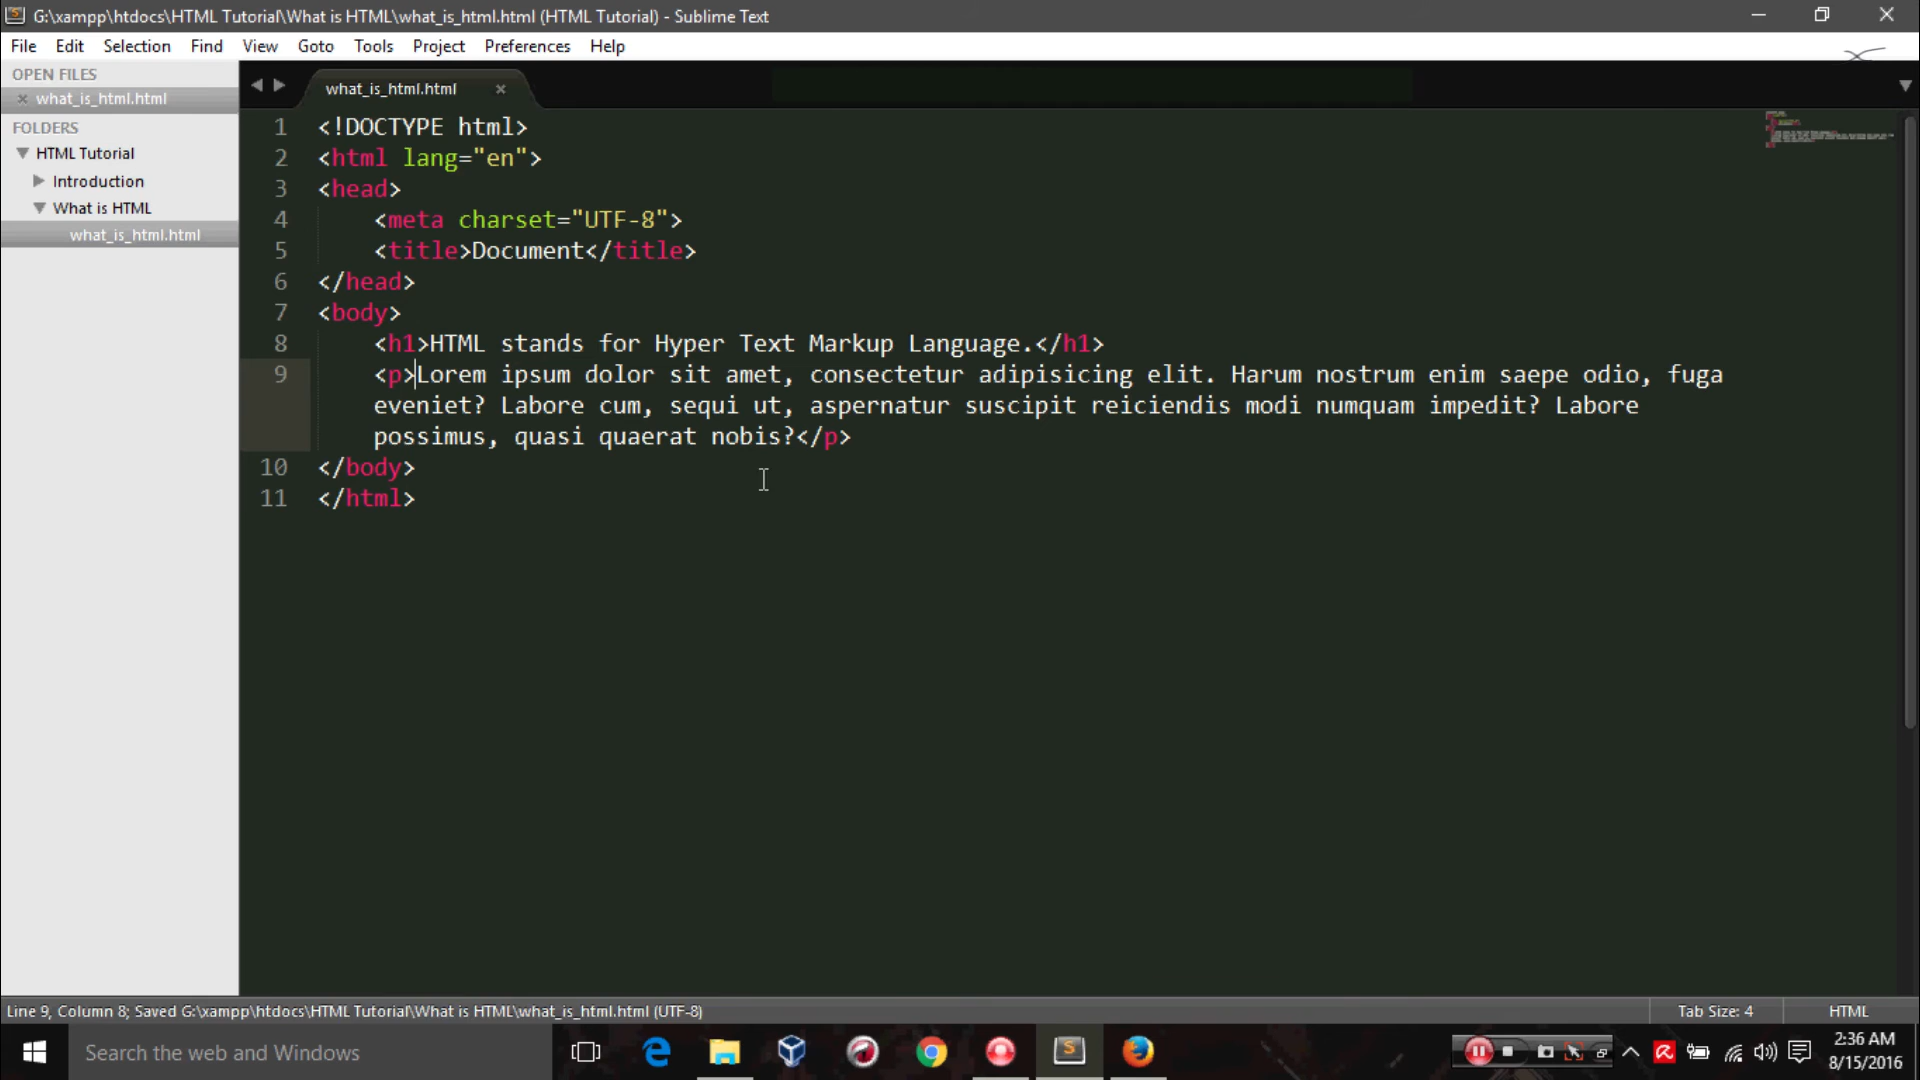 G:\xampp\htdocs\HTML Tutorial\What is HTML\what_is_html.html (HTML Tutorial) - Sublime Text
File Edit Selection Find View Goto Tools Project Preferences Help
OPEN FILES
what_is_html.html
FOLDERS
HTML Tutorial
Introduction
What is HTML
what_is_html.html
what_is_html.html
1 <!DOCTYPE html>
2 <html lang="en">
3 <head>
4 <meta charset="UTF-8">
5 <title>Document</title>
6 </head>
7 <body>
8 <h1>HTML stands for Hyper Text Markup Language.</h1>
9 <p>Lorem ipsum dolor sit amet, consectetur adipisicing elit. Harum nostrum enim saepe odio, fuga
eveniet? Labore cum, sequi ut, aspernatur suscipit reiciendis modi numquam impedit? Labore
possimus, quasi quaerat nobis?</p>
10 </body>
11 </html>
Line 9, Column 8; Saved G:\xampp\htdocs\HTML Tutorial\What is HTML\what_is_html.html (UTF-8)
Tab Size: 4
HTML
Search the web and Windows
2:36 AM
8/15/2016